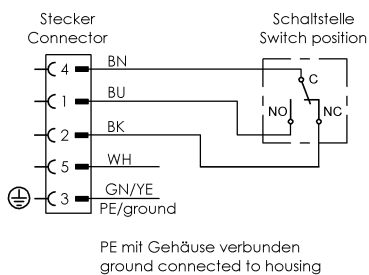 Stecker
Connector
Schaltstelle
Switch position
4
BN
C
1
BU
NO
NC
2
BK
5
WH
3
GN/YE
PE/ground
PE mit Gehäuse verbunden
ground connected to housing